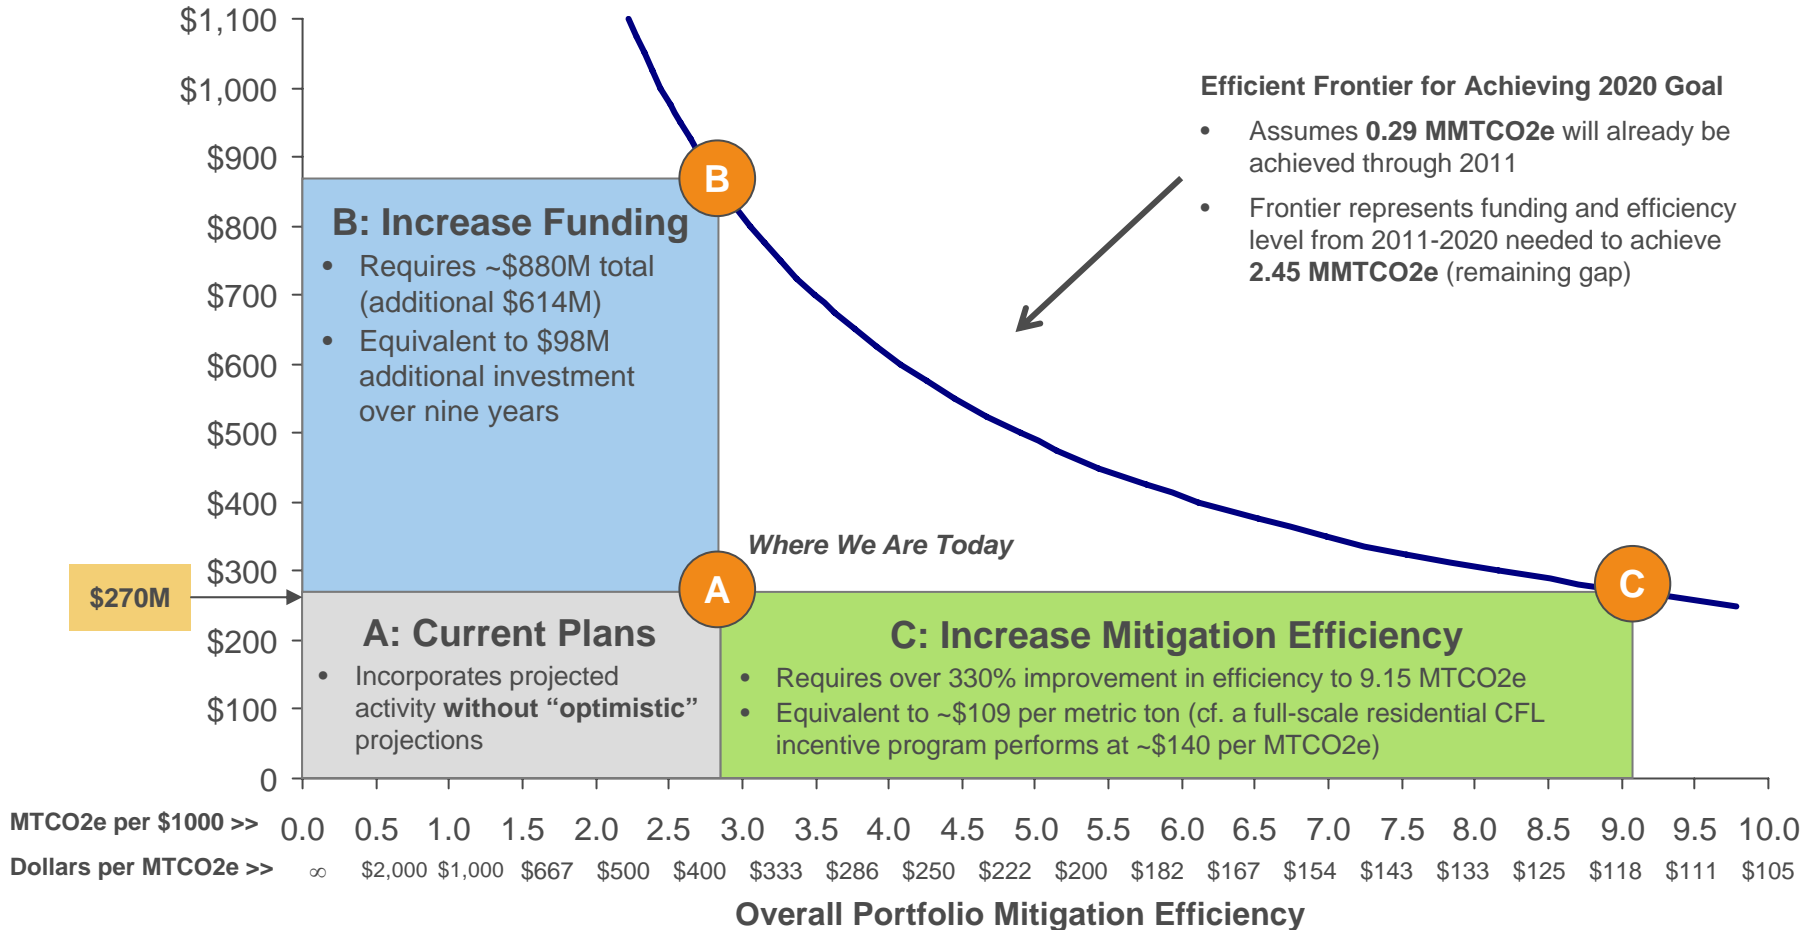 $1,100
$1,000
$900
$800
$700
$600
$500
$400
$300
$200
$100
0
$270M
Efficient Frontier for Achieving 2020 Goal
• Assumes 0.29 MMTCO2e will already be
achieved through 2011
• Frontier represents funding and efficiency
level from 2011-2020 needed to achieve
2.45 MMTCO2e (remaining gap)
B
B: Increase Funding
• Requires ~$880M total
(additional $614M)
• Equivalent to $98M
additional investment
over nine years
Where We Are Today
A
C
A: Current Plans
• Incorporates projected
activity without “optimistic”
projections
C: Increase Mitigation Efficiency
• Requires over 330% improvement in efficiency to 9.15 MTCO2e
• Equivalent to ~$109 per metric ton (cf. a full-scale residential CFL
incentive program performs at ~$140 per MTCO2e)
MTCO2e per $1000 >> 0.0 0.5 1.0 1.5 2.0 2.5 3.0 3.5 4.0 4.5 5.0 5.5 6.0 6.5 7.0 7.5 8.0 8.5 9.0 9.5 10.0
Dollars per MTCO2e >> ∞ $2,000 $1,000 $667 $500 $400 $333 $286 $250 $222 $200 $182 $167 $154 $143 $133 $125 $118 $111 $105
Overall Portfolio Mitigation Efficiency